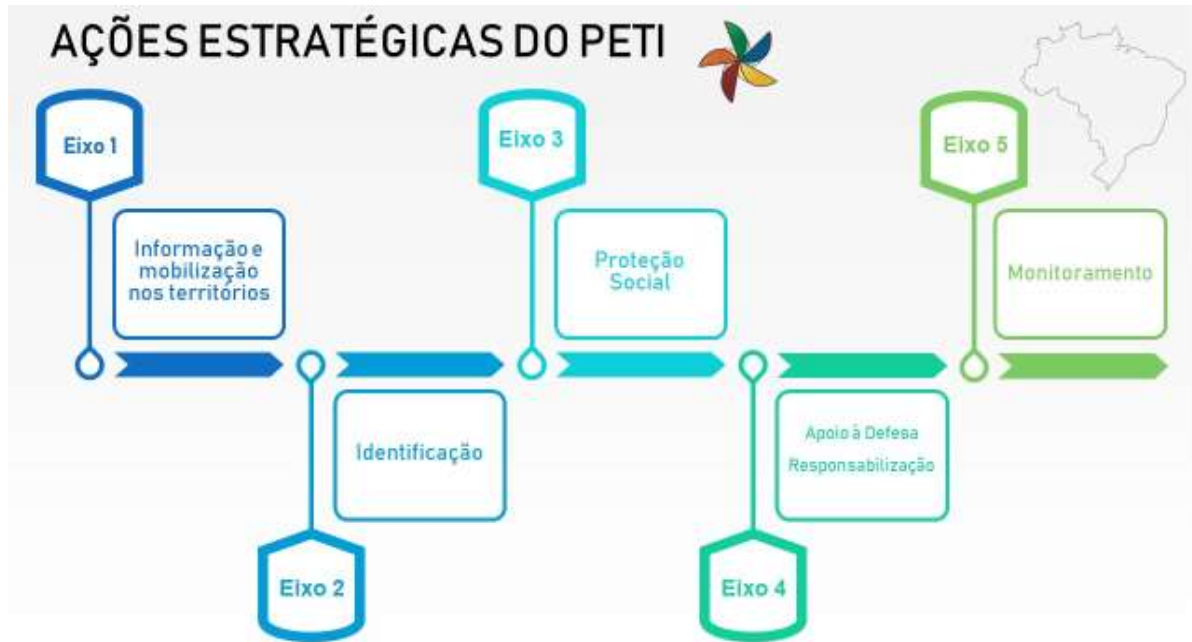 AÇÕES ESTRATÉGICAS DO PETI
Eixo 1
Informação e
mobilização
nos territórios
Eixo 2
Identificação
Eixo 3
Proteção
Social
Eixo 4
Apoio à Defesa
Responsabilização
Eixo 5
Monitoramento